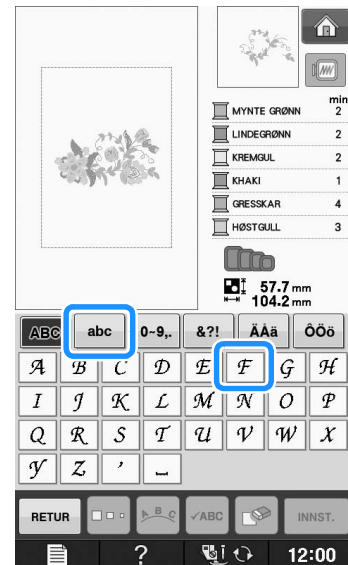 min
MYNTE GRØNN 2
LINDEGRØNN 2
KREMGUL 2
KHAKI 1
GRESSKAR 4
HØSTGULL 3
57.7 mm
104.2 mm
ABC abc 0~9,. &?! ÄÅä ÔÖö
A B C D E F G H
I J K L M N O P
Q R S T U V W X
Y Z ’ ⎵
RETUR A B C ✓ABC INNST.
? 12:00